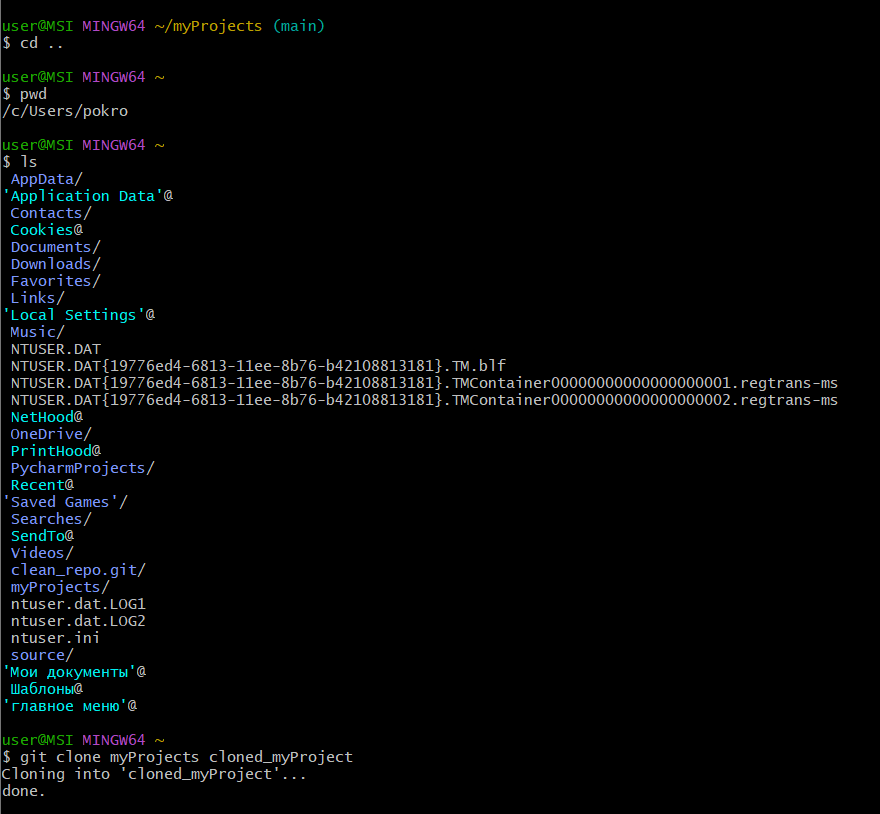 user@MSI MINGW64 ~/myProjects (main)
$ cd ..
user@MSI MINGW64 ~
$ pwd
/c/Users/pokro
user@MSI MINGW64 ~
$ ls
AppData/
'Application Data'@
Contacts/
Cookies@
Documents/
Downloads/
Favorites/
Links/
'Local Settings'@
Music/
NTUSER.DAT
NTUSER.DAT{19776ed4-6813-11ee-8b76-b42108813181}.TM.blf
NTUSER.DAT{19776ed4-6813-11ee-8b76-b42108813181}.TMContainer00000000000000000001.regtrans-ms
NTUSER.DAT{19776ed4-6813-11ee-8b76-b42108813181}.TMContainer00000000000000000002.regtrans-ms
NetHood@
OneDrive/
PrintHood@
PycharmProjects/
Recent@
'Saved Games'/
Searches/
SendTo@
Videos/
clean_repo.git/
myProjects/
ntuser.dat.LOG1
ntuser.dat.LOG2
ntuser.ini
source/
'Мои документы'@
Шаблоны@
'главное меню'@
user@MSI MINGW64 ~
$ git clone myProjects cloned_myProject
Cloning into 'cloned_myProject'...
done.